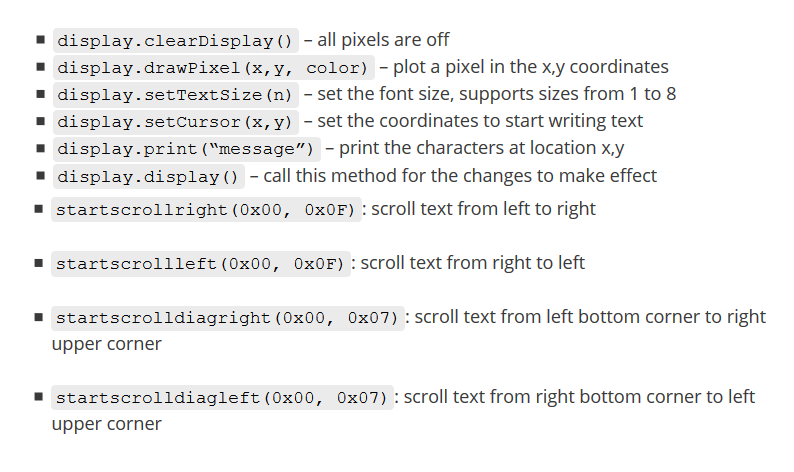 ▪ display.clearDisplay() – all pixels are off
▪ display.drawPixel(x,y, color) – plot a pixel in the x,y coordinates
▪ display.setTextSize(n) – set the font size, supports sizes from 1 to 8
▪ display.setCursor(x,y) – set the coordinates to start writing text
▪ display.print(“message”) – print the characters at location x,y
▪ display.display() – call this method for the changes to make effect
▪ startscrollright(0x00, 0x0F): scroll text from left to right
▪ startscrollleft(0x00, 0x0F): scroll text from right to left
▪ startscrolldiagright(0x00, 0x07): scroll text from left bottom corner to right
upper corner
▪ startscrolldiagleft(0x00, 0x07): scroll text from right bottom corner to left
upper corner